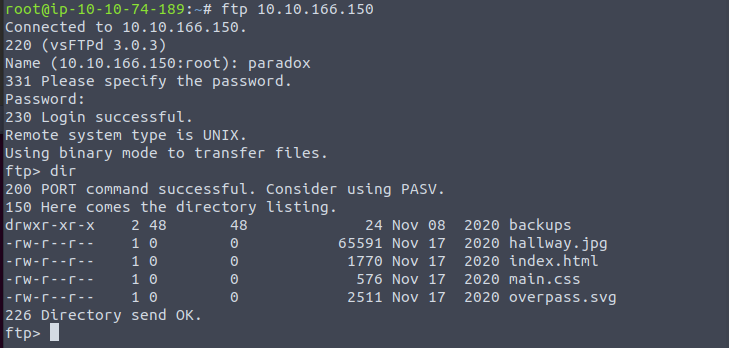 root@ip-10-10-74-189:~# ftp 10.10.166.150
Connected to 10.10.166.150.
220 (vsFTPd 3.0.3)
Name (10.10.166.150:root): paradox
331 Please specify the password.
Password:
230 Login successful.
Remote system type is UNIX.
Using binary mode to transfer files.
ftp> dir
200 PORT command successful. Consider using PASV.
150 Here comes the directory listing.
drwxr-xr-x    2 48       48             24 Nov 08  2020 backups
-rw-r--r--    1 0        0           65591 Nov 17  2020 hallway.jpg
-rw-r--r--    1 0        0            1770 Nov 17  2020 index.html
-rw-r--r--    1 0        0             576 Nov 17  2020 main.css
-rw-r--r--    1 0        0            2511 Nov 17  2020 overpass.svg
226 Directory send OK.
ftp>